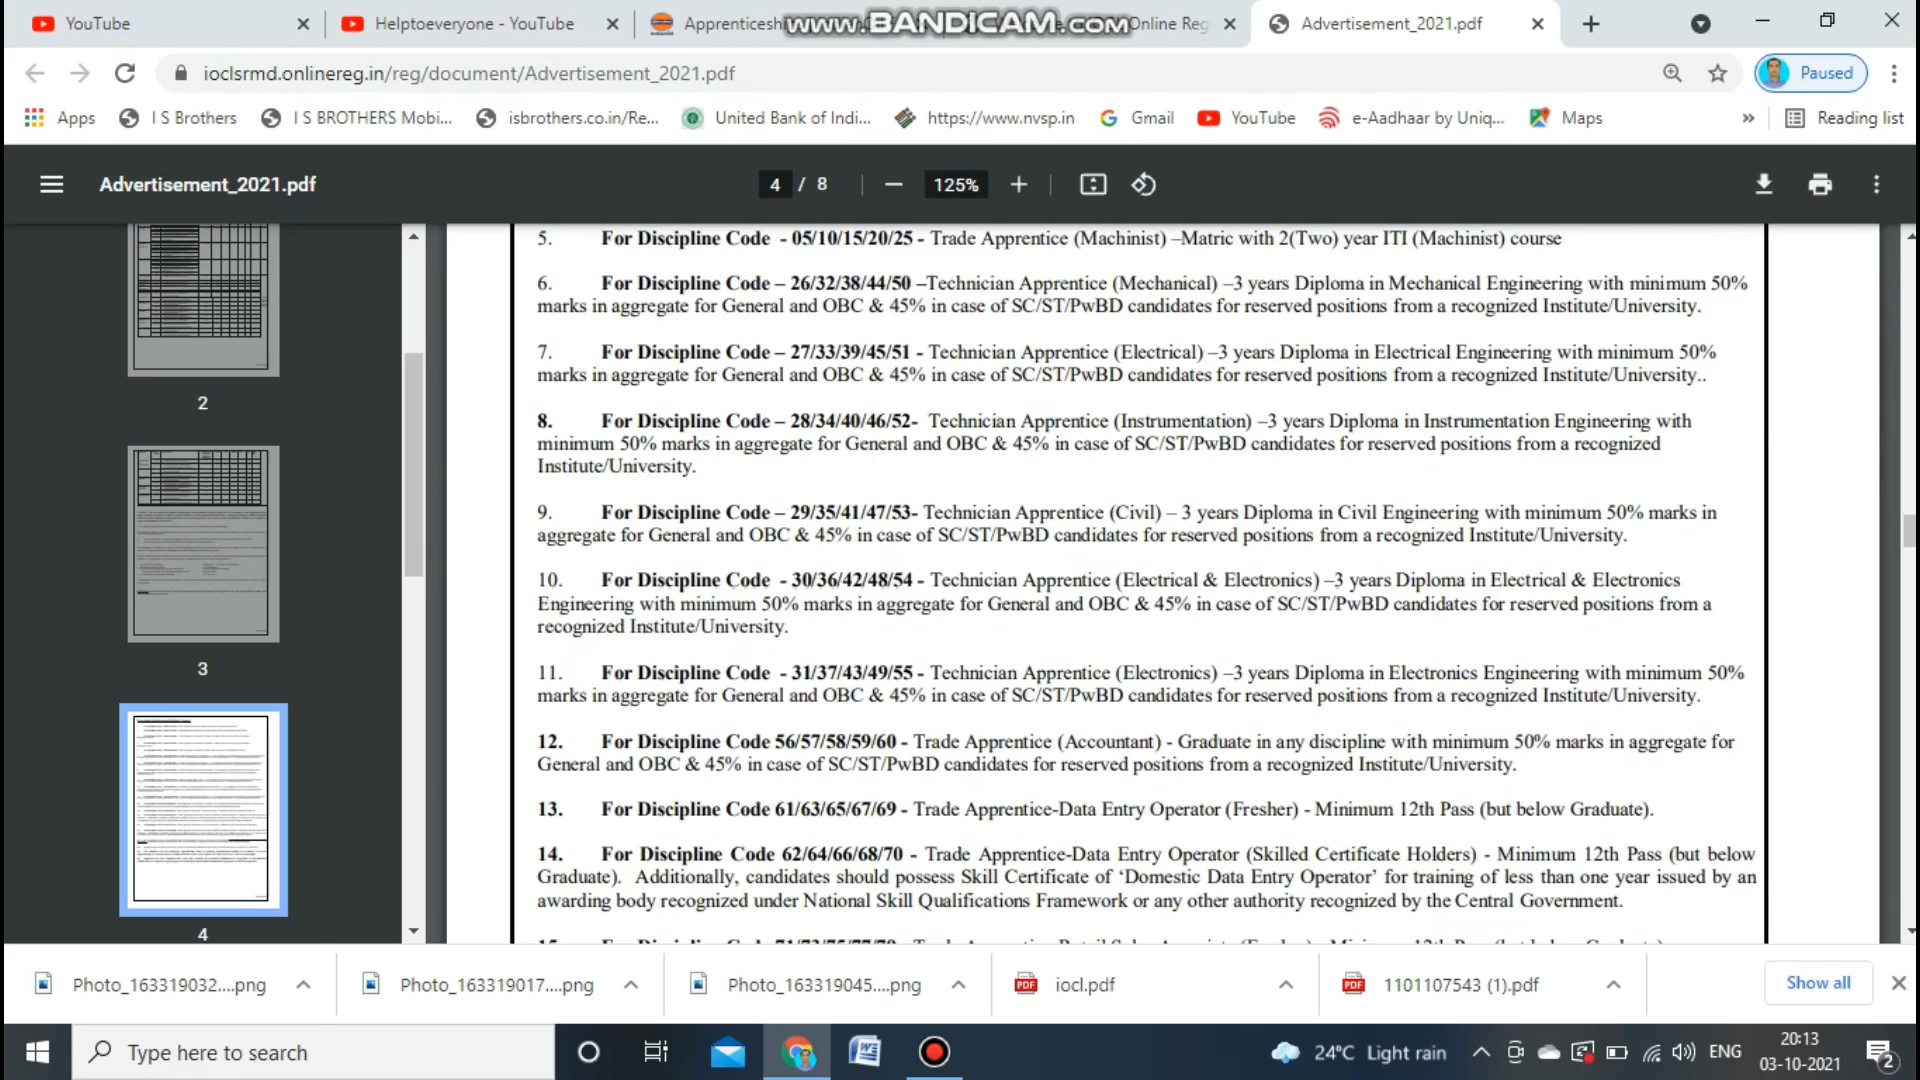 YouTube
Helptoeveryone - YouTube
Apprenticeship
www.BANDICAM.com
Online Reg
Advertisement_2021.pdf
ioclsrmd.onlinereg.in/reg/document/Advertisement_2021.pdf
Paused
Apps
I S Brothers
I S BROTHERS Mobi...
isbrothers.co.in/Re...
United Bank of Indi...
https://www.nvsp.in
Gmail
YouTube
e-Aadhaar by Uniq...
Maps
»
Reading list
Advertisement_2021.pdf
4 / 8
125%
2
3
4
5. For Discipline Code - 05/10/15/20/25 - Trade Apprentice (Machinist) –Matric with 2(Two) year ITI (Machinist) course
6. For Discipline Code – 26/32/38/44/50 –Technician Apprentice (Mechanical) –3 years Diploma in Mechanical Engineering with minimum 50%
marks in aggregate for General and OBC & 45% in case of SC/ST/PwBD candidates for reserved positions from a recognized Institute/University.
7. For Discipline Code – 27/33/39/45/51 - Technician Apprentice (Electrical) –3 years Diploma in Electrical Engineering with minimum 50%
marks in aggregate for General and OBC & 45% in case of SC/ST/PwBD candidates for reserved positions from a recognized Institute/University..
8. For Discipline Code – 28/34/40/46/52- Technician Apprentice (Instrumentation) –3 years Diploma in Instrumentation Engineering with
minimum 50% marks in aggregate for General and OBC & 45% in case of SC/ST/PwBD candidates for reserved positions from a recognized
Institute/University.
9. For Discipline Code – 29/35/41/47/53- Technician Apprentice (Civil) – 3 years Diploma in Civil Engineering with minimum 50% marks in
aggregate for General and OBC & 45% in case of SC/ST/PwBD candidates for reserved positions from a recognized Institute/University.
10. For Discipline Code - 30/36/42/48/54 - Technician Apprentice (Electrical & Electronics) –3 years Diploma in Electrical & Electronics
Engineering with minimum 50% marks in aggregate for General and OBC & 45% in case of SC/ST/PwBD candidates for reserved positions from a
recognized Institute/University.
11. For Discipline Code - 31/37/43/49/55 - Technician Apprentice (Electronics) –3 years Diploma in Electronics Engineering with minimum 50%
marks in aggregate for General and OBC & 45% in case of SC/ST/PwBD candidates for reserved positions from a recognized Institute/University.
12. For Discipline Code 56/57/58/59/60 - Trade Apprentice (Accountant) - Graduate in any discipline with minimum 50% marks in aggregate for
General and OBC & 45% in case of SC/ST/PwBD candidates for reserved positions from a recognized Institute/University.
13. For Discipline Code 61/63/65/67/69 - Trade Apprentice-Data Entry Operator (Fresher) - Minimum 12th Pass (but below Graduate).
14. For Discipline Code 62/64/66/68/70 - Trade Apprentice-Data Entry Operator (Skilled Certificate Holders) - Minimum 12th Pass (but below
Graduate). Additionally, candidates should possess Skill Certificate of ‘Domestic Data Entry Operator’ for training of less than one year issued by an
awarding body recognized under National Skill Qualifications Framework or any other authority recognized by the Central Government.
Photo_163319032....png
Photo_163319017....png
Photo_163319045....png
iocl.pdf
1101107543 (1).pdf
Show all
Type here to search
24°C Light rain
ENG
20:13
03-10-2021
2